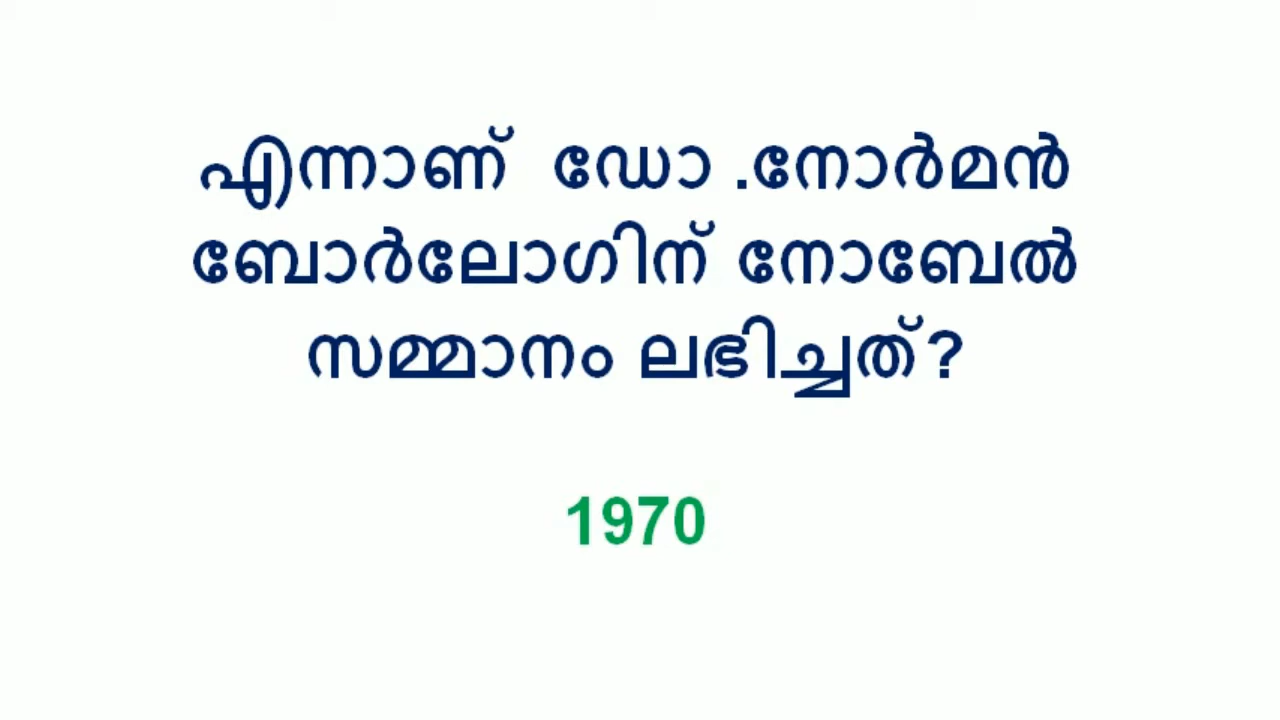 എന്നാണ്  ഡോ .നോർമൻ
ബോർലോഗിന് നോബേൽ
സമ്മാനം ലഭിച്ചത്?
1970